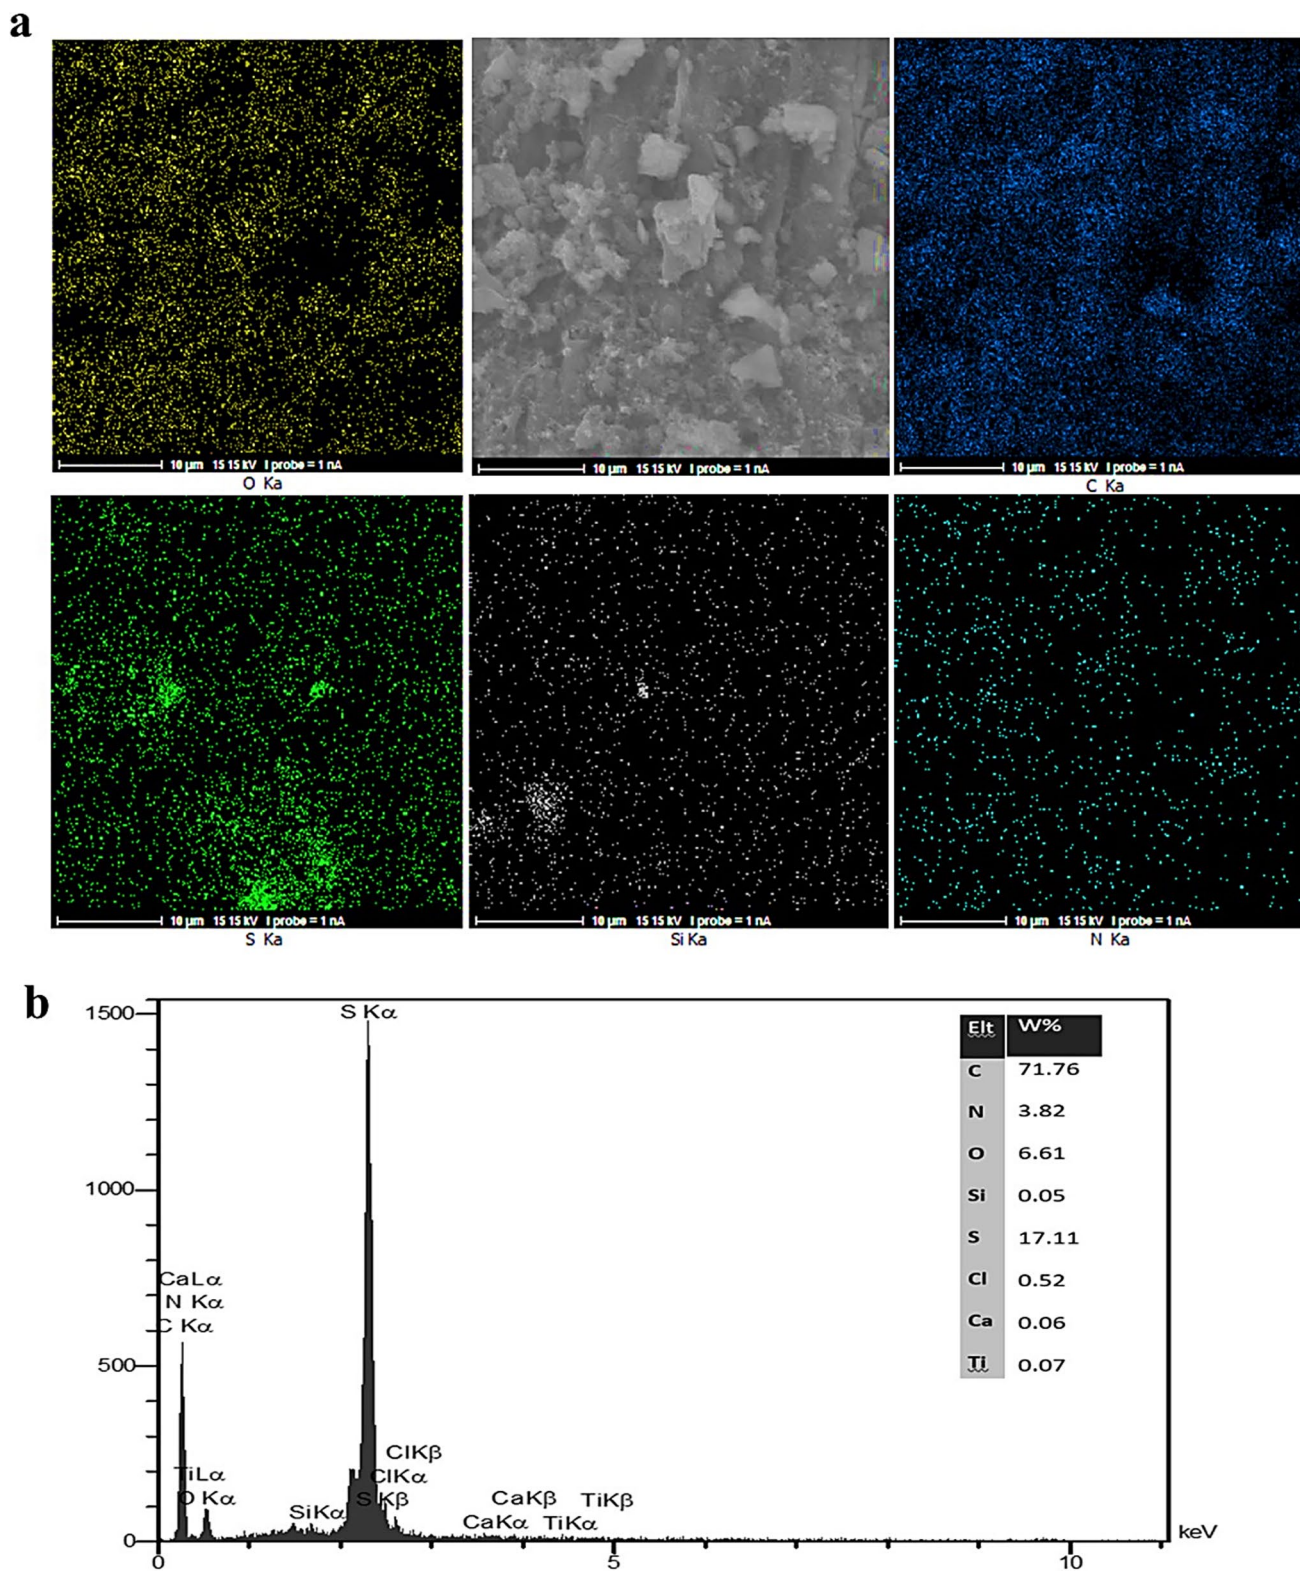 a
10 µm 15 15 kV I probe = 1 nA
O Ka
10 µm 15 15 kV I probe = 1 nA
10 µm 15 15 kV I probe = 1 nA
C Ka
10 µm 15 15 kV I probe = 1 nA
S Ka
10 µm 15 15 kV I probe = 1 nA
Si Ka
10 µm 15 15 kV I probe = 1 nA
N Ka
b
1500
1000
500
0
S Kα
CaLα
N Kα
C Kα
TiLα
O Kα
SiKα
ClKβ
ClKα
S Kβ
CaKβ
CaKα
TiKβ
TiKα
0
5
10
keV
Elt W%
C 71.76
N 3.82
O 6.61
Si 0.05
S 17.11
Cl 0.52
Ca 0.06
Ti 0.07